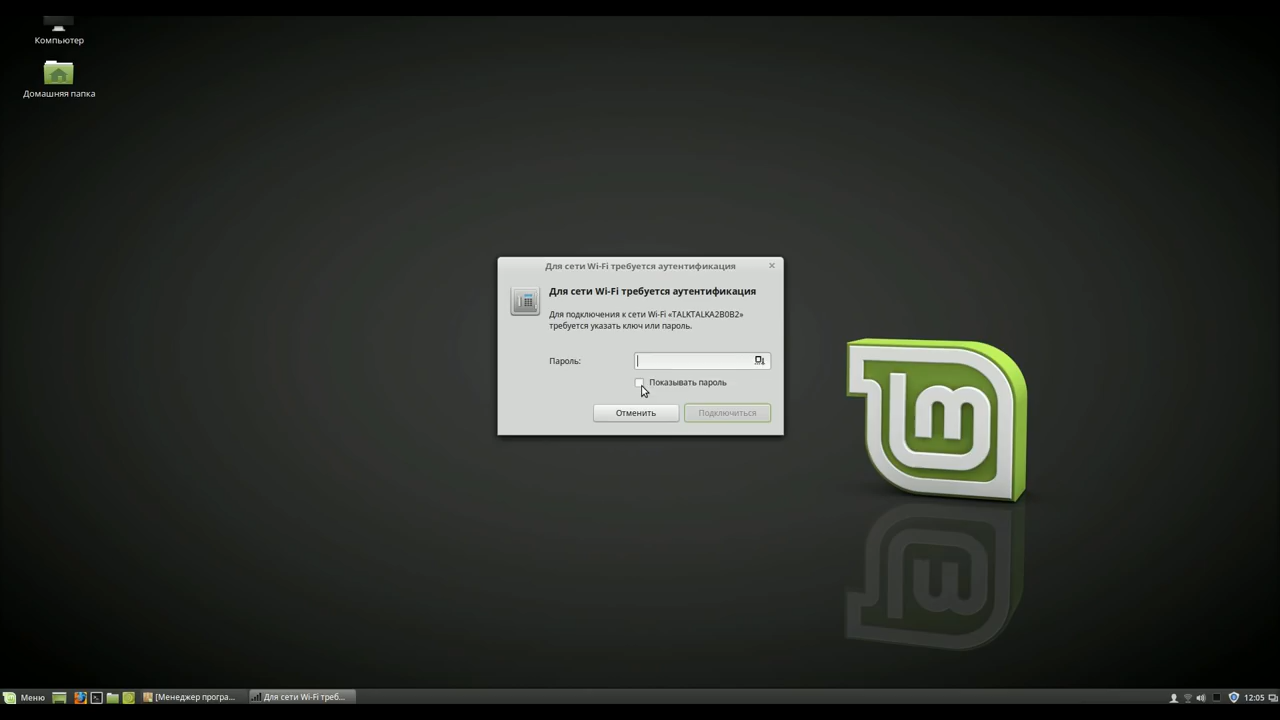 Компьютер
Домашняя папка
Для сети Wi-Fi требуется аутентификация
Для сети Wi-Fi требуется аутентификация
Для подключения к сети Wi-Fi «TALKTALKA2B0B2»
требуется указать ключ или пароль.
Пароль:
Показывать пароль
Отменить
Подключиться
Меню
[Менеджер програ...
Для сети Wi-Fi треб...
12:05